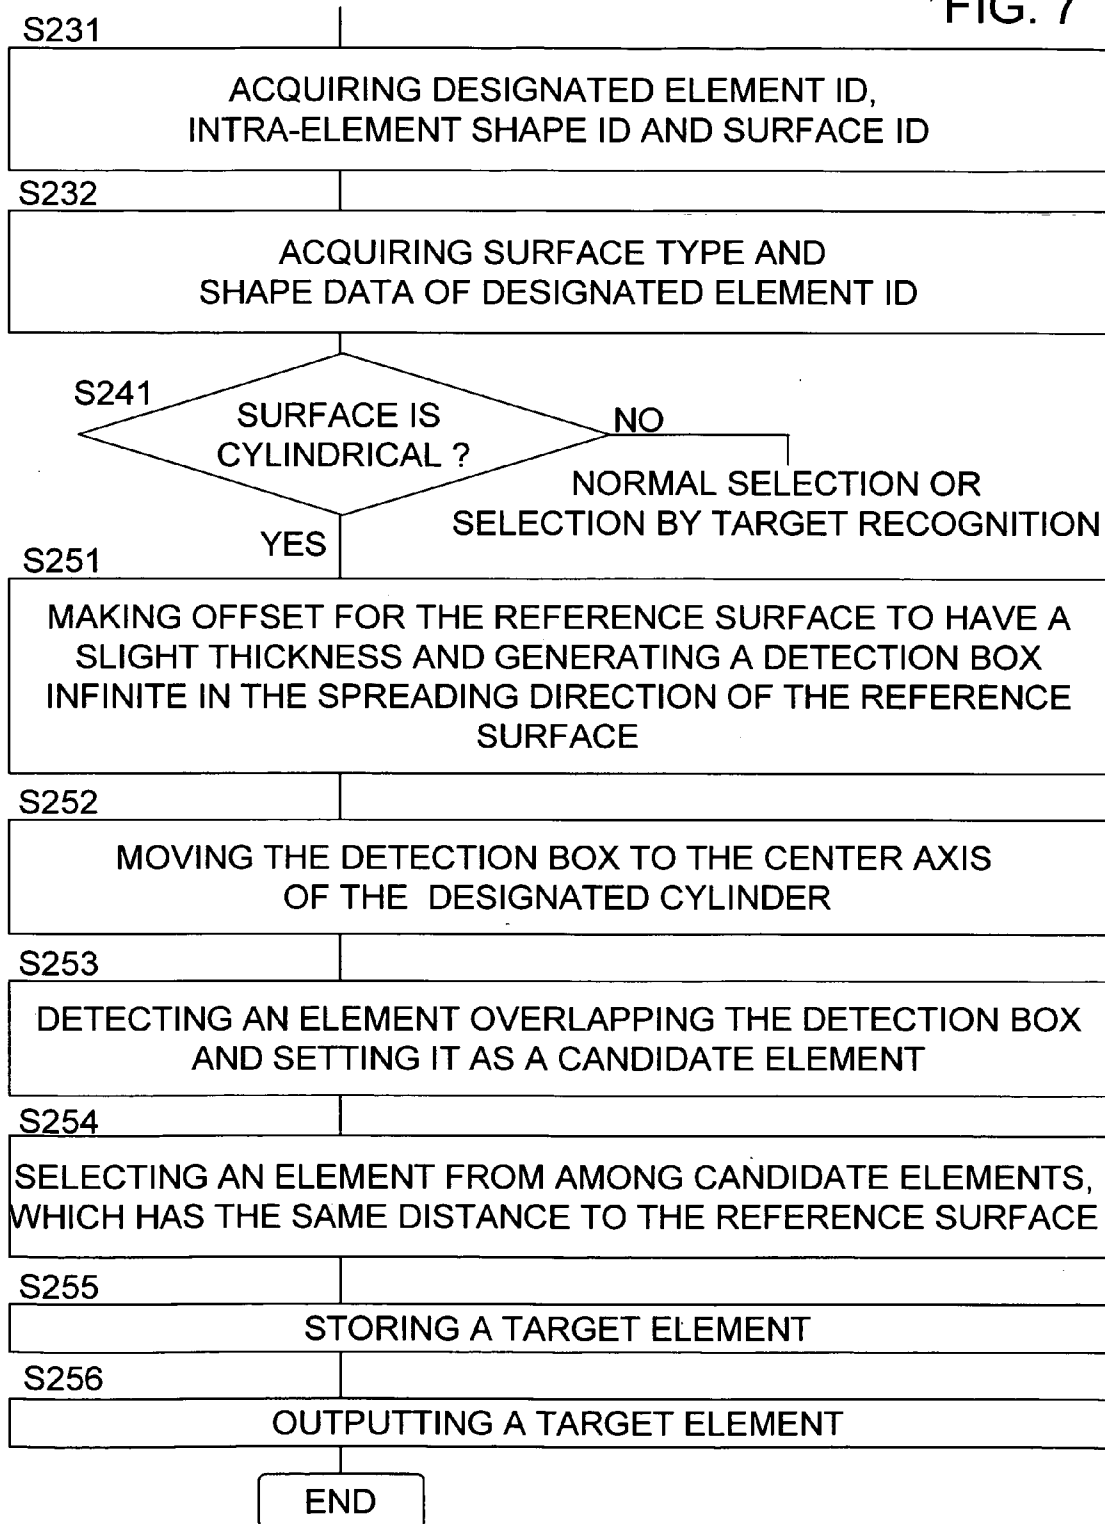 FIG. 7
S231
ACQUIRING DESIGNATED ELEMENT ID,
INTRA-ELEMENT SHAPE ID AND SURFACE ID
S232
ACQUIRING SURFACE TYPE AND
SHAPE DATA OF DESIGNATED ELEMENT ID
S241
SURFACE IS
CYLINDRICAL ?
NO
NORMAL SELECTION OR
SELECTION BY TARGET RECOGNITION
YES
S251
MAKING OFFSET FOR THE REFERENCE SURFACE TO HAVE A
SLIGHT THICKNESS AND GENERATING A DETECTION BOX
INFINITE IN THE SPREADING DIRECTION OF THE REFERENCE
SURFACE
S252
MOVING THE DETECTION BOX TO THE CENTER AXIS
OF THE DESIGNATED CYLINDER
S253
DETECTING AN ELEMENT OVERLAPPING THE DETECTION BOX
AND SETTING IT AS A CANDIDATE ELEMENT
S254
SELECTING AN ELEMENT FROM AMONG CANDIDATE ELEMENTS,
WHICH HAS THE SAME DISTANCE TO THE REFERENCE SURFACE
S255
STORING A TARGET ELEMENT
S256
OUTPUTTING A TARGET ELEMENT
END